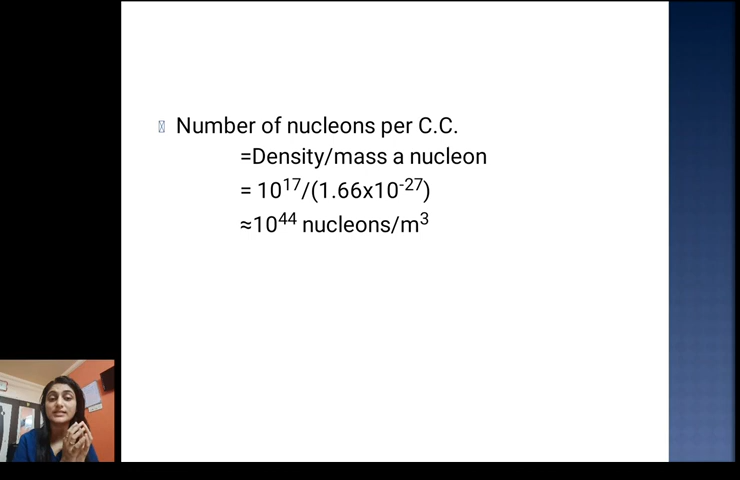 Number of nucleons per C.C.
=Density/mass a nucleon
= 10¹⁷/(1.66x10⁻²⁷)
≈10⁴⁴ nucleons/m³